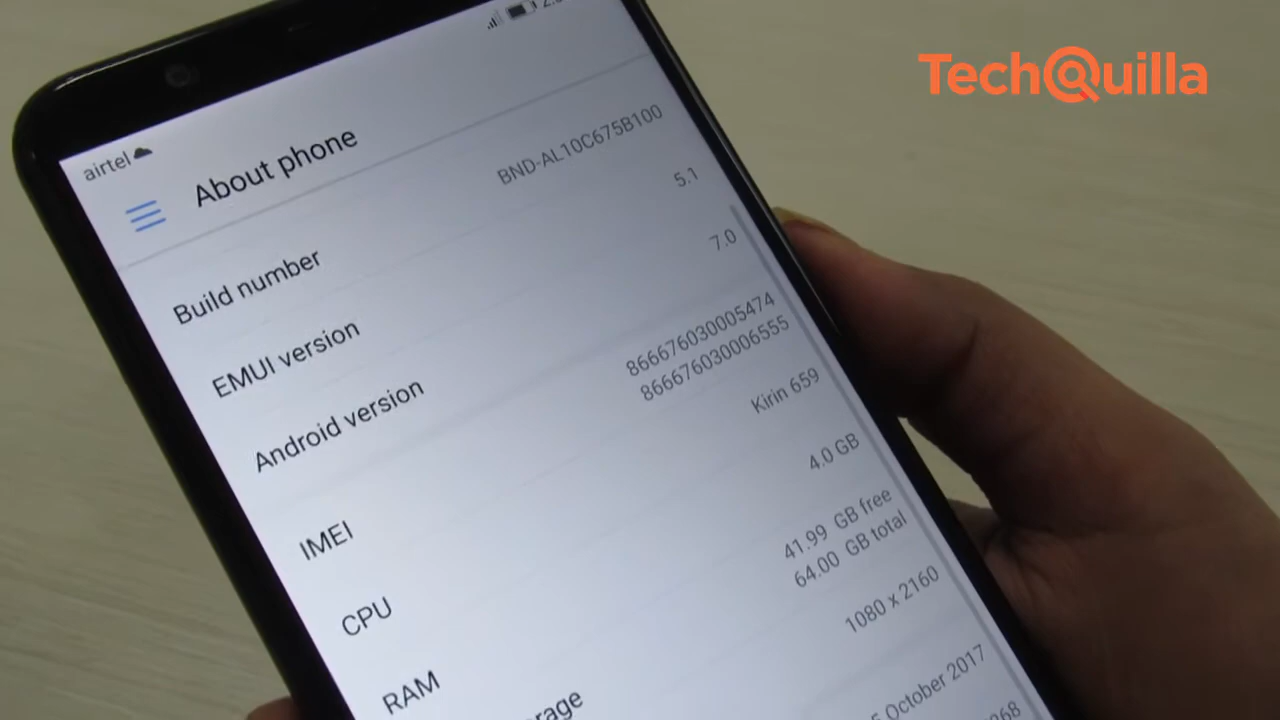 TechQuilla
airtel
About phone
Build number
BND-AL10C675B100
EMUI version
5.1
Android version
7.0
IMEI
866676030005474
866676030006555
CPU
Kirin 659
RAM
4.0 GB
41.99 GB free
64.00 GB total
1080 x 2160
October 2017